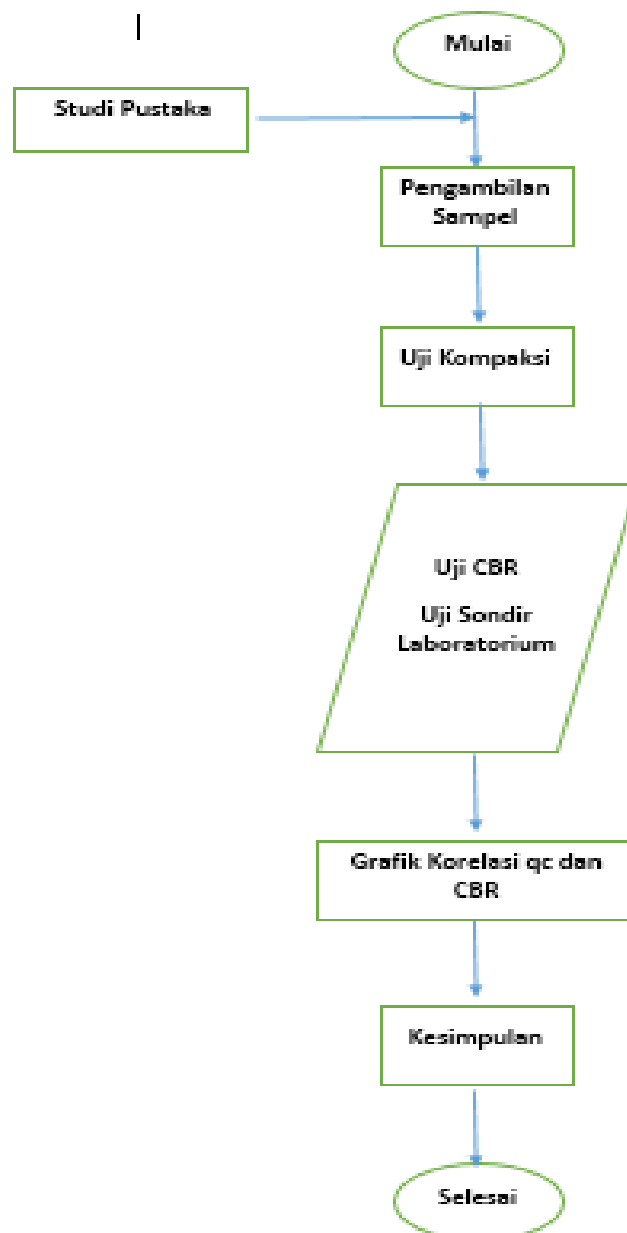 Mulai
Studi Pustaka
Pengambilan
Sampel
Uji Kompaksi
Uji CBR
Uji Sondir
Laboratorium
Grafik Korelasi qc dan
CBR
Kesimpulan
Selesai